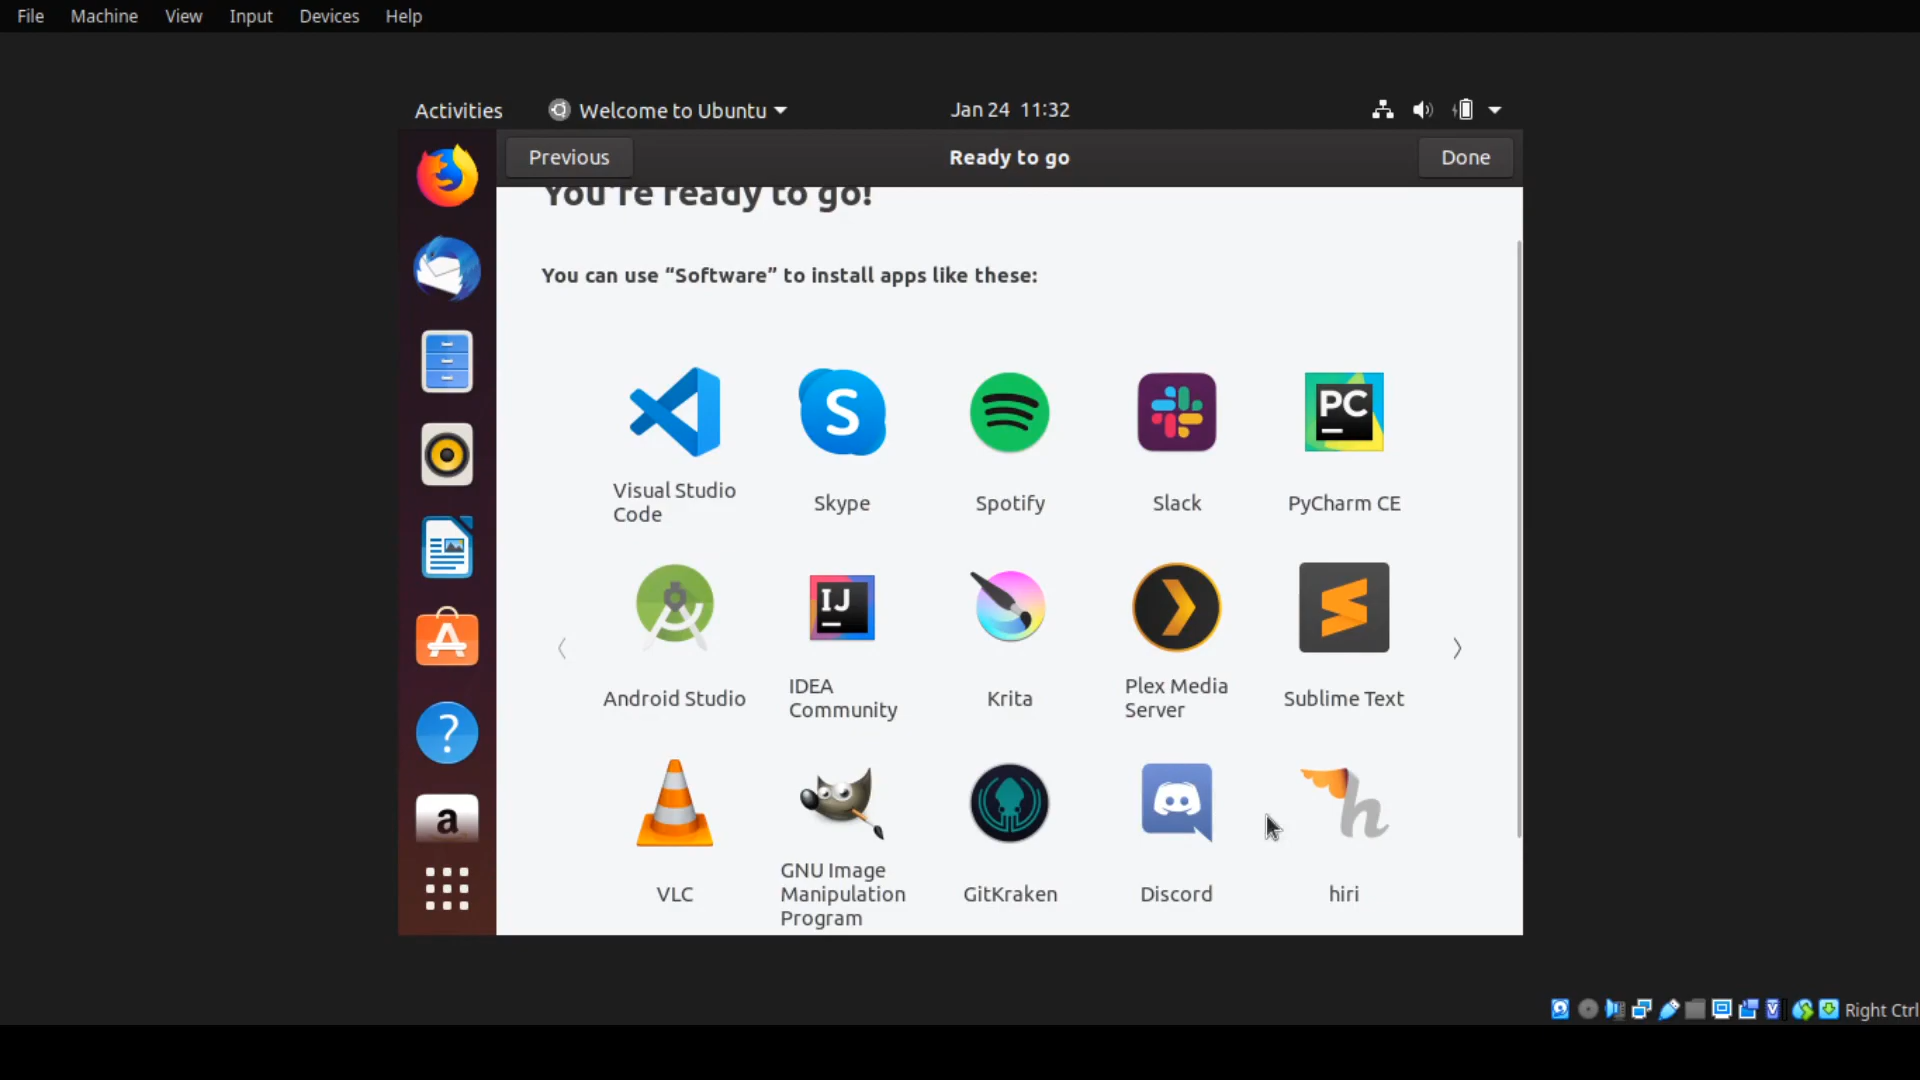 File Machine View Input Devices Help
Activities Welcome to Ubuntu Jan 24 11:32
Previous Ready to go Done
You're ready to go!
You can use “Software” to install apps like these:
Visual Studio
Code
Skype
Spotify
Slack
PC
PyCharm CE
Android Studio
IJ
IDEA
Community
Krita
Plex Media
Server
Sublime Text
VLC
GNU Image
Manipulation
Program
GitKraken
Discord
h
hiri
S
A
?
a
Right Ctrl